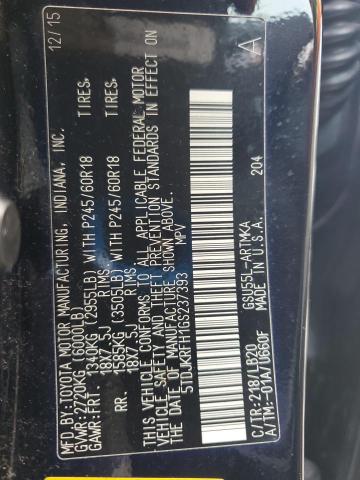 MFD.BY:TOYOTA MOTOR MANUFACTURING, INDIANA, INC. 12/15
GVWR:2720KG (6000LB)
GAWR:FRT. 1340KG (2955LB) WITH P245/60R18 TIRES,
18X7.5J RIMS
RR. 1585KG (3505LB) WITH P245/60R18 TIRES,
18X7.5J RIMS
THIS VEHICLE CONFORMS TO ALL APPLICABLE FEDERAL MOTOR
VEHICLE SAFETY AND THEFT PREVENTION STANDARDS IN EFFECT ON
THE DATE OF MANUFACTURE SHOWN ABOVE.
5TDJKRFH1GS237393 MPV A
C/TR:218/LB20 GSU55L-ARTMKA 204
A/TM:-01A/U660F MADE IN U.S.A.